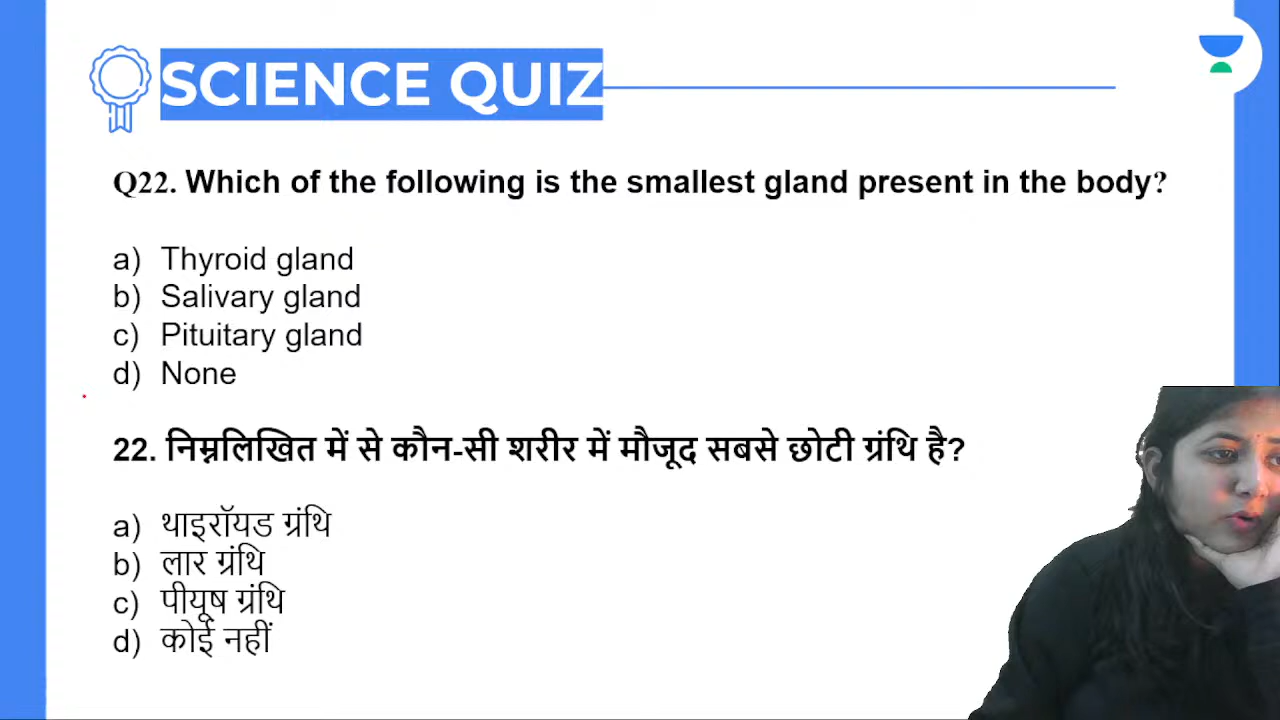 SCIENCE QUIZ
Q22. Which of the following is the smallest gland present in the body?
a) Thyroid gland
b) Salivary gland
c) Pituitary gland
d) None
22. निम्नलिखित में से कौन-सी शरीर में मौजूद सबसे छोटी ग्रंथि है?
a) थाइरॉयड ग्रंथि
b) लार ग्रंथि
c) पीयूष ग्रंथि
d) कोई नहीं